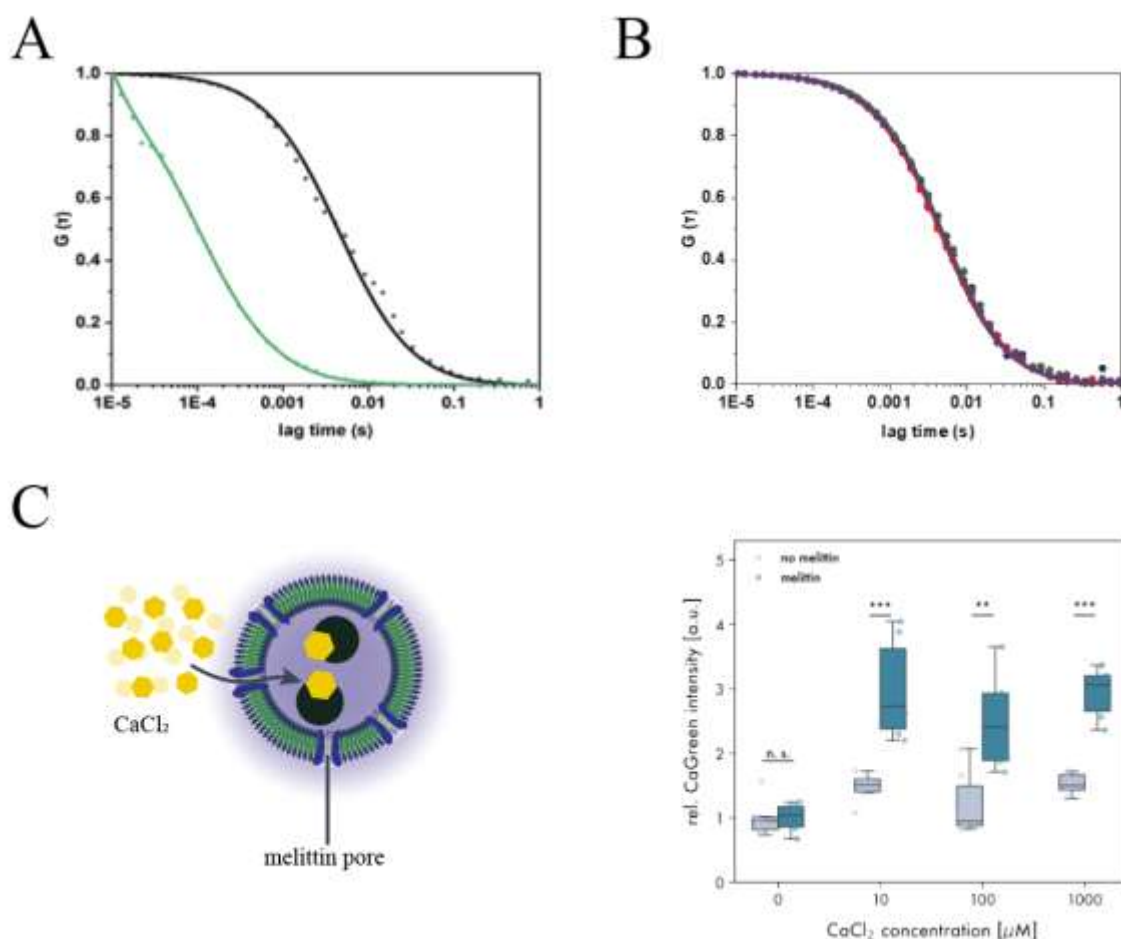 A
B
1.0
0.8
0.6
0.4
0.2
0.0
G (τ)
1E-5 1E-4 0.001 0.01 0.1 1
lag time (s)
1.0
0.8
0.6
0.4
0.2
0.0
G (τ)
1E-5 1E-4 0.001 0.01 0.1 1
lag time (s)
C
CaCl₂
melittin pore
5
4
3
2
1
0
rel. CaGreen intensity [a.u.]
no melittin
melittin
n. s.
***
**
***
0 10 100 1000
CaCl₂ concentration [μM]